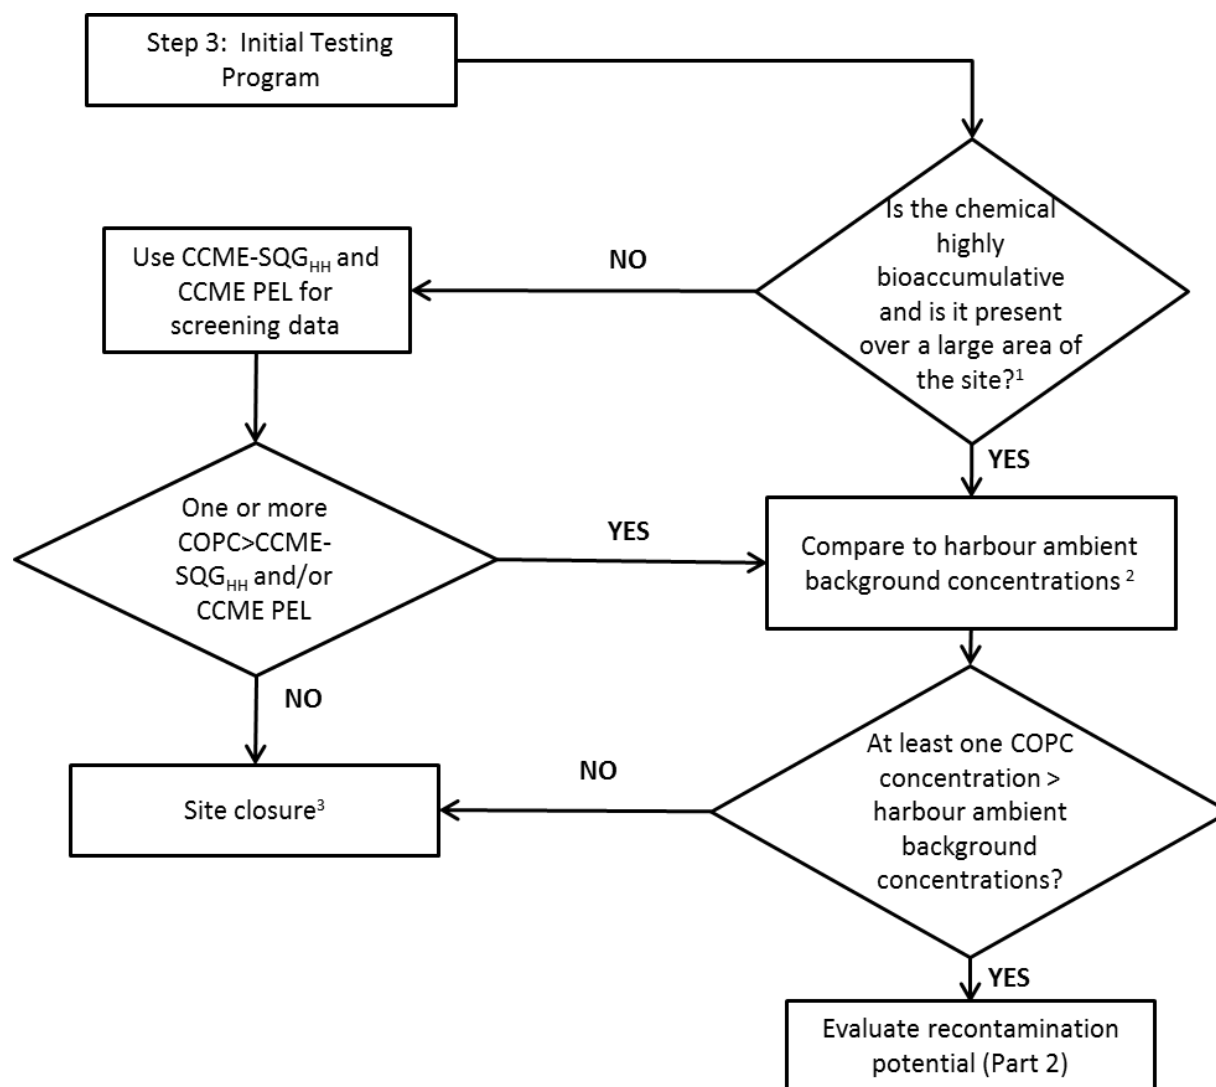 Step 3:  Initial Testing
Program
Is the chemical
highly
bioaccumulative
and is it present
over a large area of
the site?¹
NO
Use CCME-SQGHH and
CCME PEL for
screening data
YES
One or more
COPC>CCME-
SQGHH and/or
CCME PEL
YES
Compare to harbour ambient
background concentrations ²
NO
At least one COPC
concentration >
harbour ambient
background
concentrations?
NO
Site closure³
YES
Evaluate recontamination
potential (Part 2)